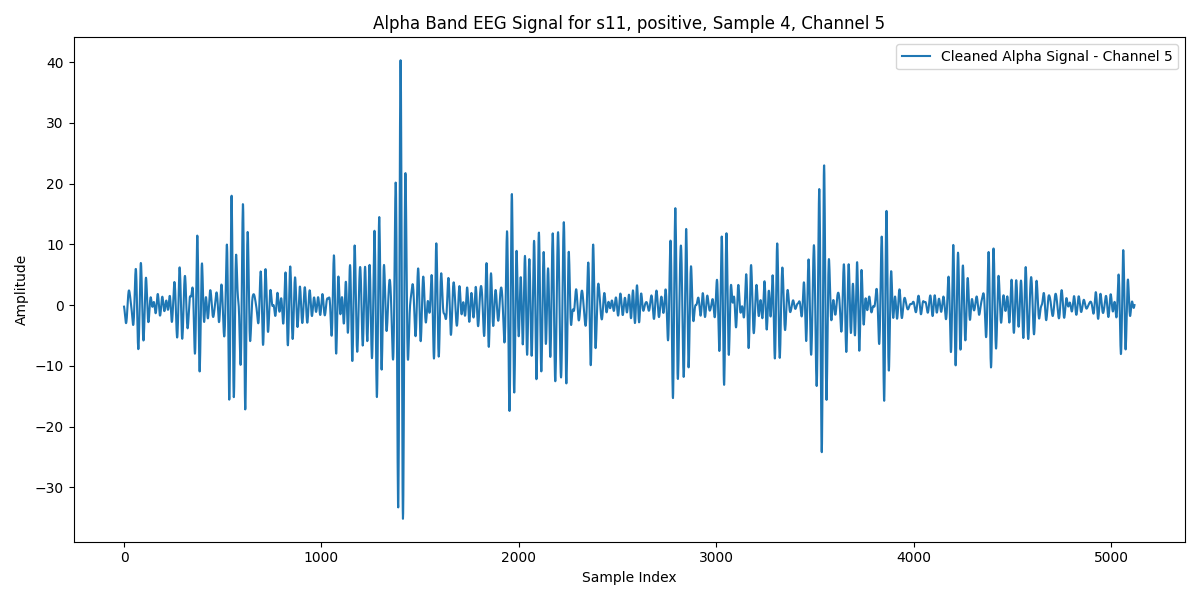 Alpha Band EEG Signal for s11, positive, Sample 4, Channel 5
Cleaned Alpha Signal - Channel 5
Amplitude
40
30
20
10
0
−10
−20
−30
0 1000 2000 3000 4000 5000
Sample Index